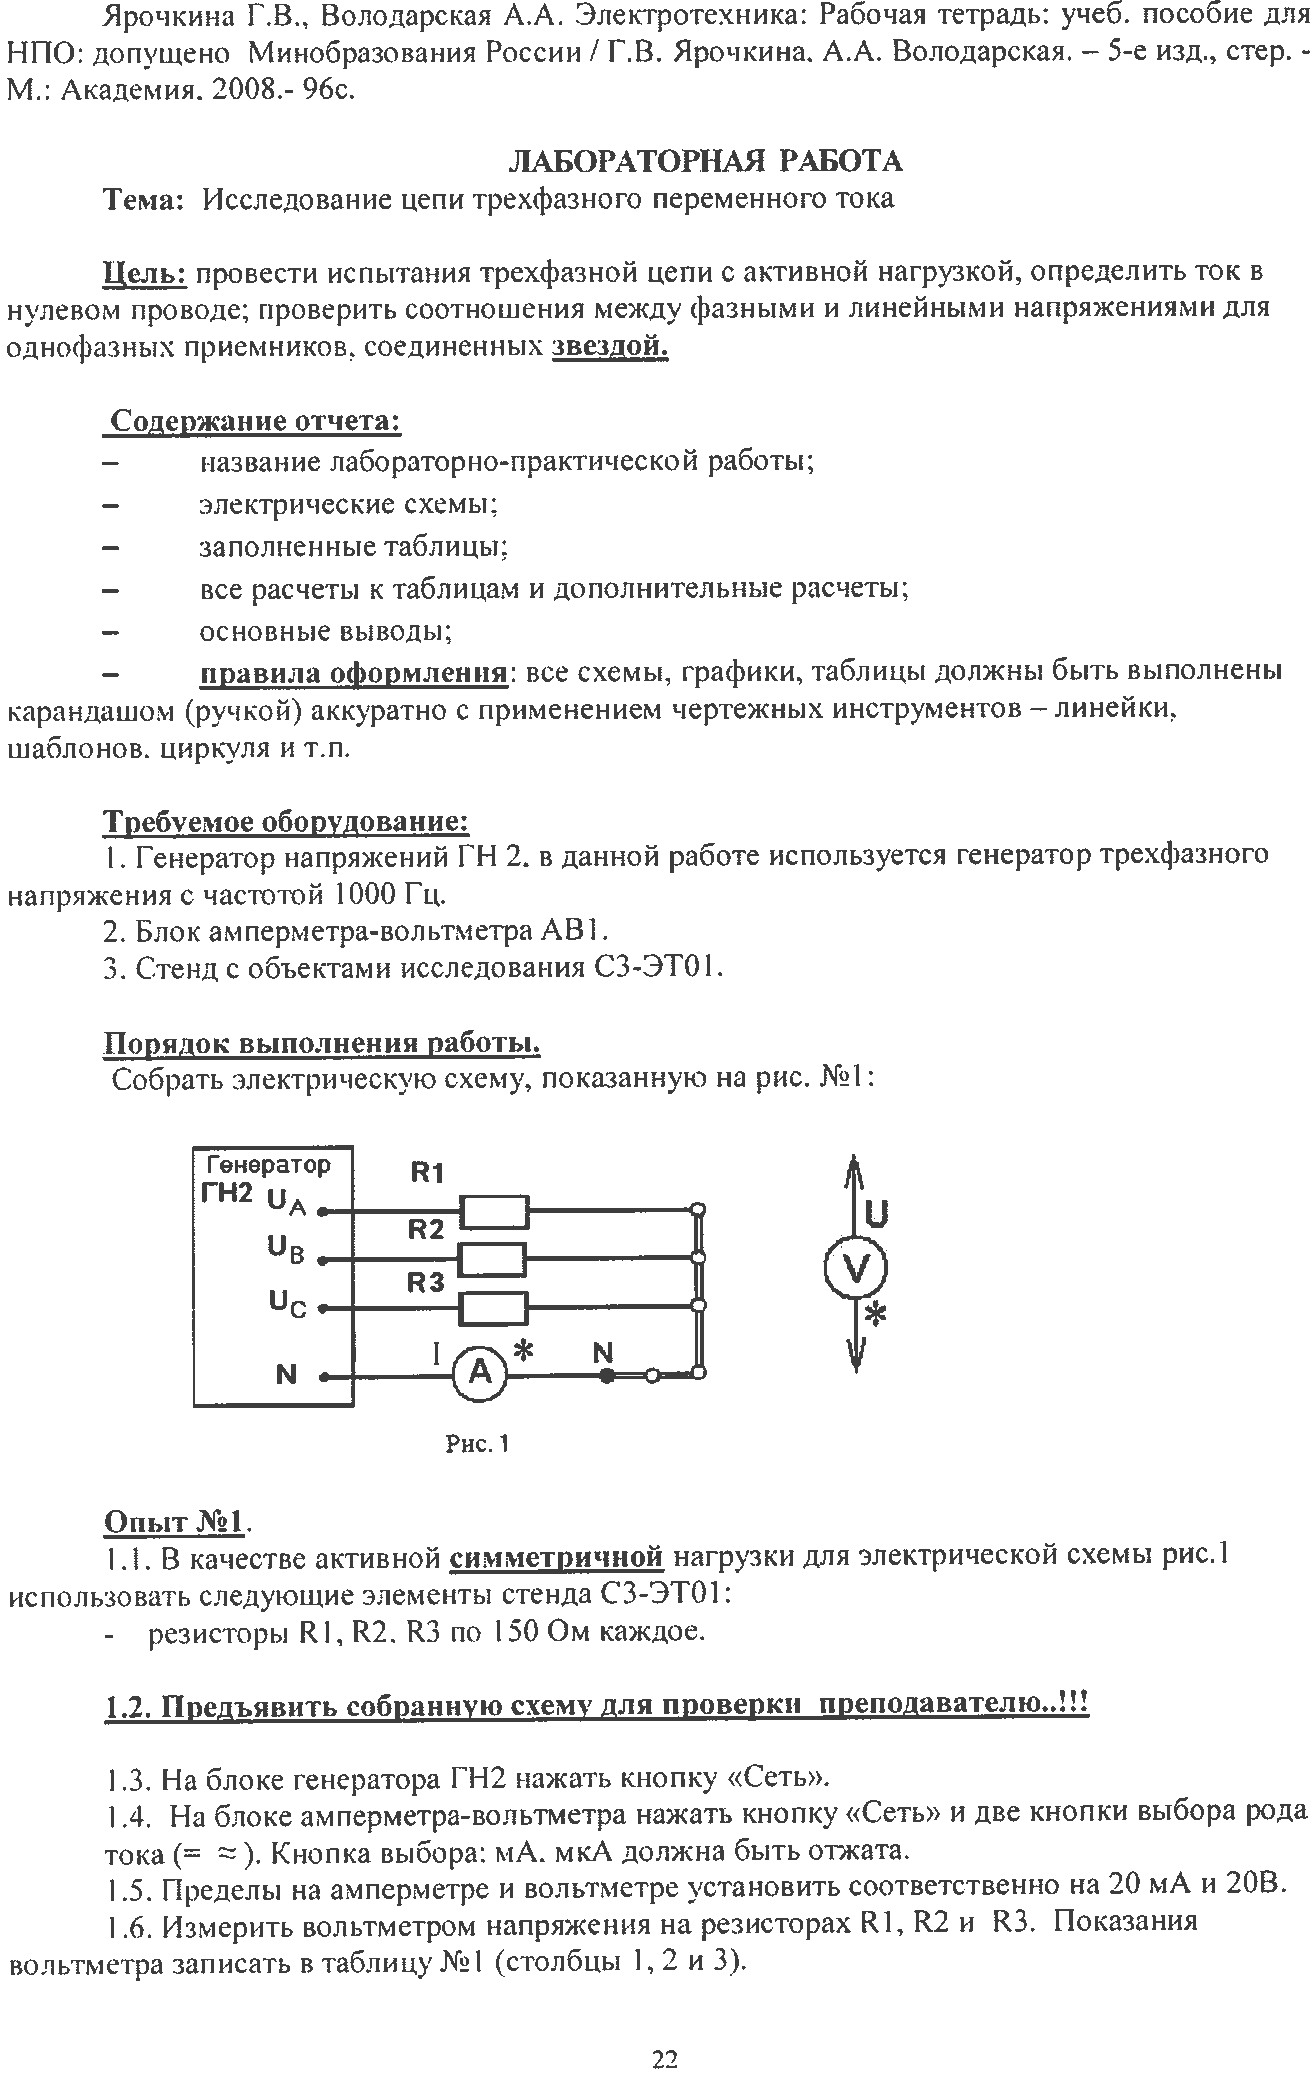 Ярочкина Г.В., Володарская А.А. Электротехника: Рабочая тетрадь: учеб. пособие для
НПО: допущено Минобразования России / Г.В. Ярочкина. А.А. Володарская. – 5-е изд., стер. -
М.: Академия. 2008.- 96с.
ЛАБОРАТОРНАЯ РАБОТА
Тема: Исследование цепи трехфазного переменного тока
Цель: провести испытания трехфазной цепи с активной нагрузкой, определить ток в
нулевом проводе; проверить соотношения между фазными и линейными напряжениями для
однофазных приемников, соединенных звездой.
Содержание отчета:
– название лабораторно-практической работы;
– электрические схемы;
– заполненные таблицы;
– все расчеты к таблицам и дополнительные расчеты;
– основные выводы;
– правила оформления: все схемы, графики, таблицы должны быть выполнены
карандашом (ручкой) аккуратно с применением чертежных инструментов – линейки,
шаблонов. циркуля и т.п.
Требуемое оборудование:
1. Генератор напряжений ГН 2. в данной работе используется генератор трехфазного
напряжения с частотой 1000 Гц.
2. Блок амперметра-вольтметра АВ1.
3. Стенд с объектами исследования СЗ-ЭТ01.
Порядок выполнения работы.
Собрать электрическую схему, показанную на рис. №1:
Генератор
ГН2 UA
R1
UB
R2
UC
R3
N
I A * N
U
V
*
Рис. 1
Опыт №1.
1.1. В качестве активной симметричной нагрузки для электрической схемы рис.1
использовать следующие элементы стенда СЗ-ЭТ01:
- резисторы R1, R2. R3 по 150 Ом каждое.
1.2. Предъявить собранную схему для проверки преподавателю..!!!
1.3. На блоке генератора ГН2 нажать кнопку «Сеть».
1.4. На блоке амперметра-вольтметра нажать кнопку «Сеть» и две кнопки выбора рода
тока (= ≈ ). Кнопка выбора: мА. мкА должна быть отжата.
1.5. Пределы на амперметре и вольтметре установить соответственно на 20 мА и 20В.
1.6. Измерить вольтметром напряжения на резисторах R1, R2 и R3. Показания
вольтметра записать в таблицу №1 (столбцы 1, 2 и 3).
22